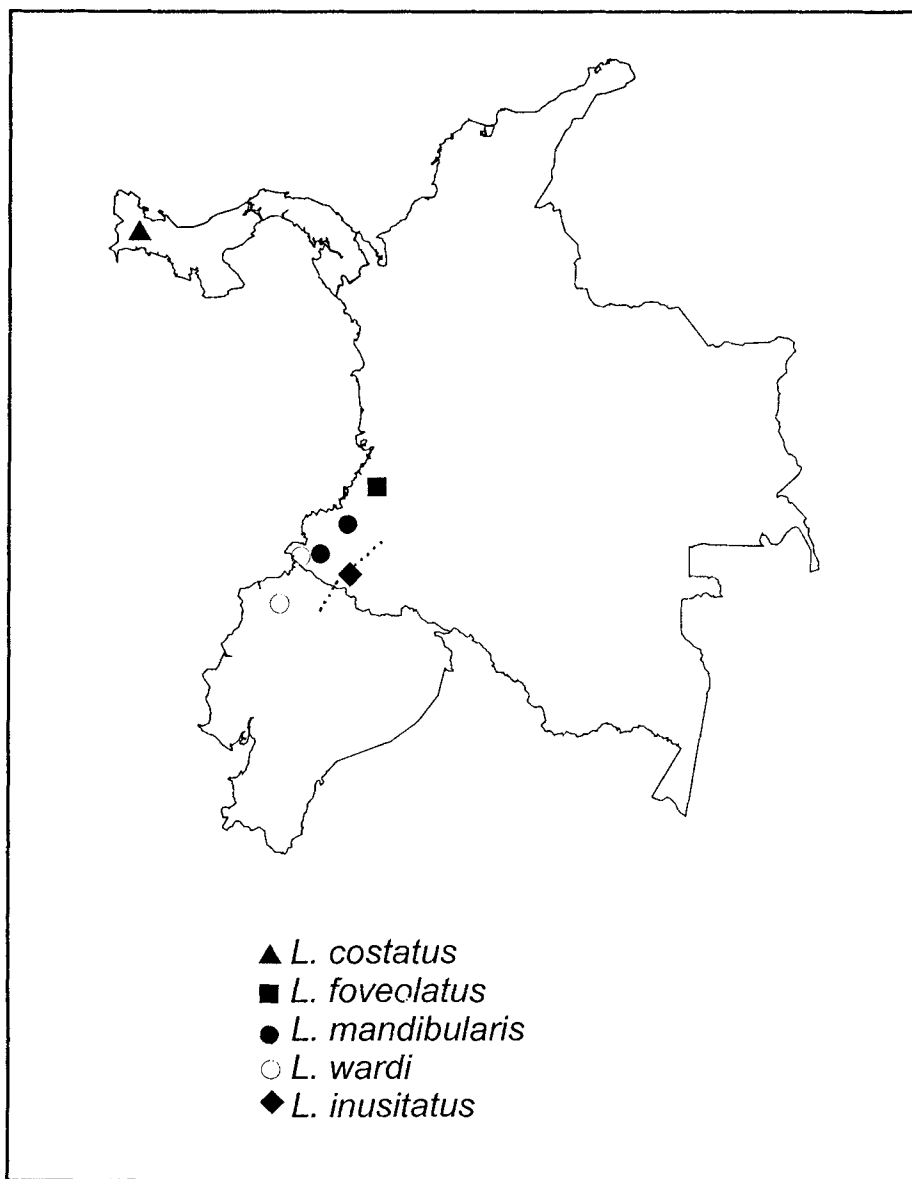 L. costatus
L. foveolatus
L. mandibularis
L. wardi
L. inusitatus